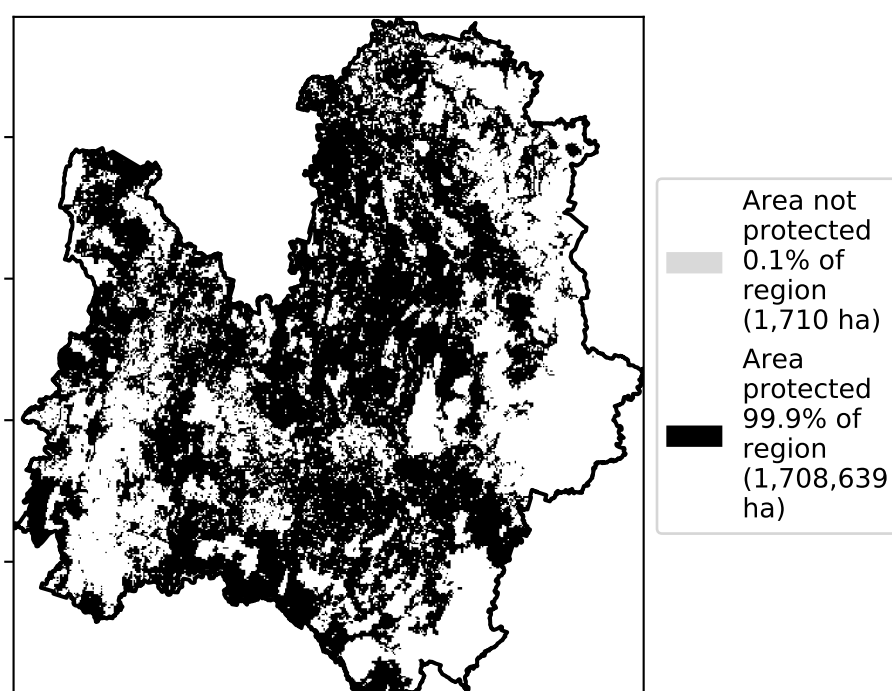 Area not
protected
0.1% of
region
(1,710 ha)
Area
protected
99.9% of
region
(1,708,639
ha)